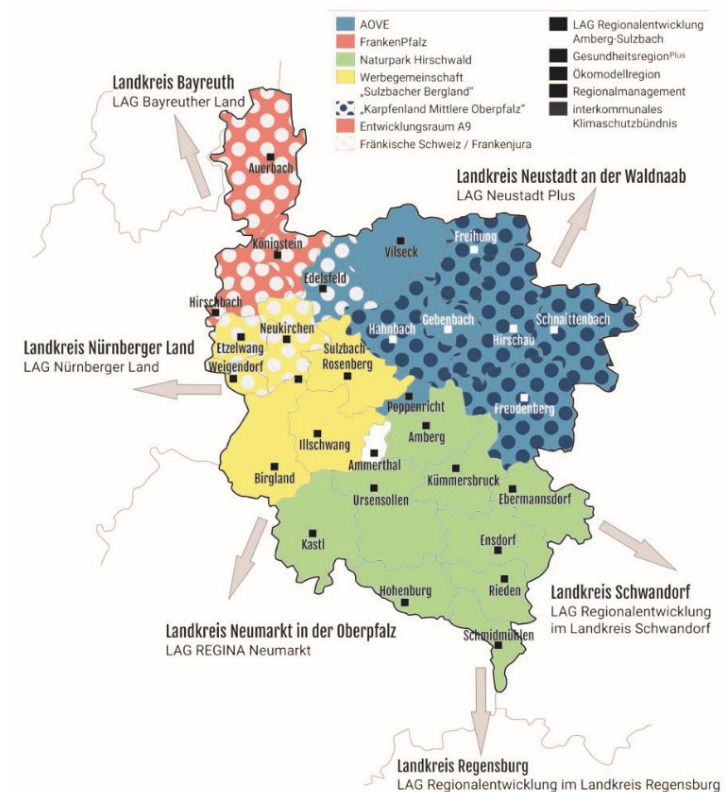 AOVE
FrankenPfalz
Naturpark Hirschwald
Werbegemeinschaft
„Sulzbacher Bergland“
„Karpfenland Mittlere Oberpfalz“
Entwicklungsraum A9
Fränkische Schweiz / Frankenjura
LAG Regionalentwicklung
Amberg-Sulzbach
Gesundheitsregionᴾˡᵘˢ
Ökomodellregion
Regionalmanagement
interkommunales
Klimaschutzbündnis
Landkreis Bayreuth
LAG Bayreuther Land
Landkreis Neustadt an der Waldnaab
LAG Neustadt Plus
Auerbach
Königstein
Vilseck
Freihung
Edelsfeld
Hirschbach
Neukirchen
Hahnbach
Gebenbach
Hirschau
Schnaittenbach
Landkreis Nürnberger Land
LAG Nürnberger Land
Etzelwang
Weigendorf
Sulzbach-
Rosenberg
Poppenricht
Freudenberg
Illschwang
Amberg
Birgland
Ammerthal
Kümmersbruck
Ursensollen
Ebermannsdorf
Kastl
Ensdorf
Hohenburg
Rieden
Schmidmühlen
Landkreis Schwandorf
LAG Regionalentwicklung
im Landkreis Schwandorf
Landkreis Neumarkt in der Oberpfalz
LAG REGINA Neumarkt
Landkreis Regensburg
LAG Regionalentwicklung im Landkreis Regensburg